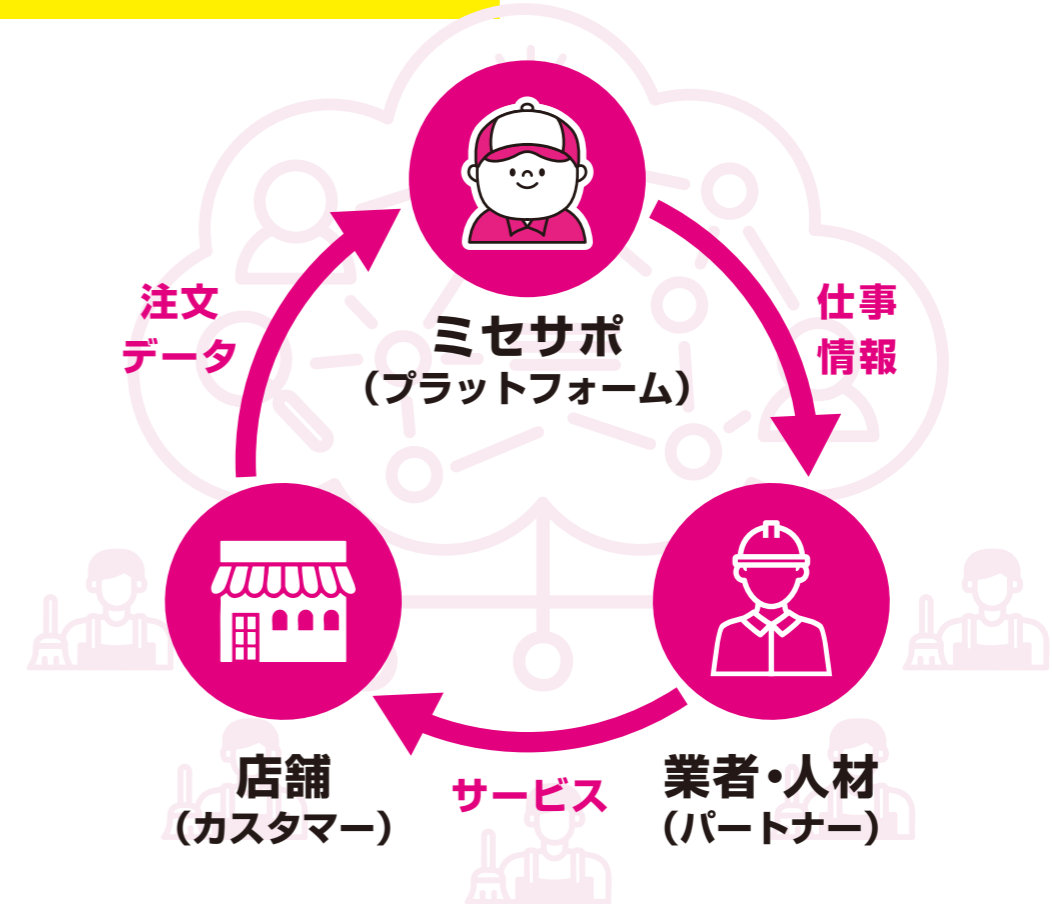 ミセサポ
（プラットフォーム）
注文
データ
仕事
情報
店舗
（カスタマー）
サービス
業者・人材
（パートナー）